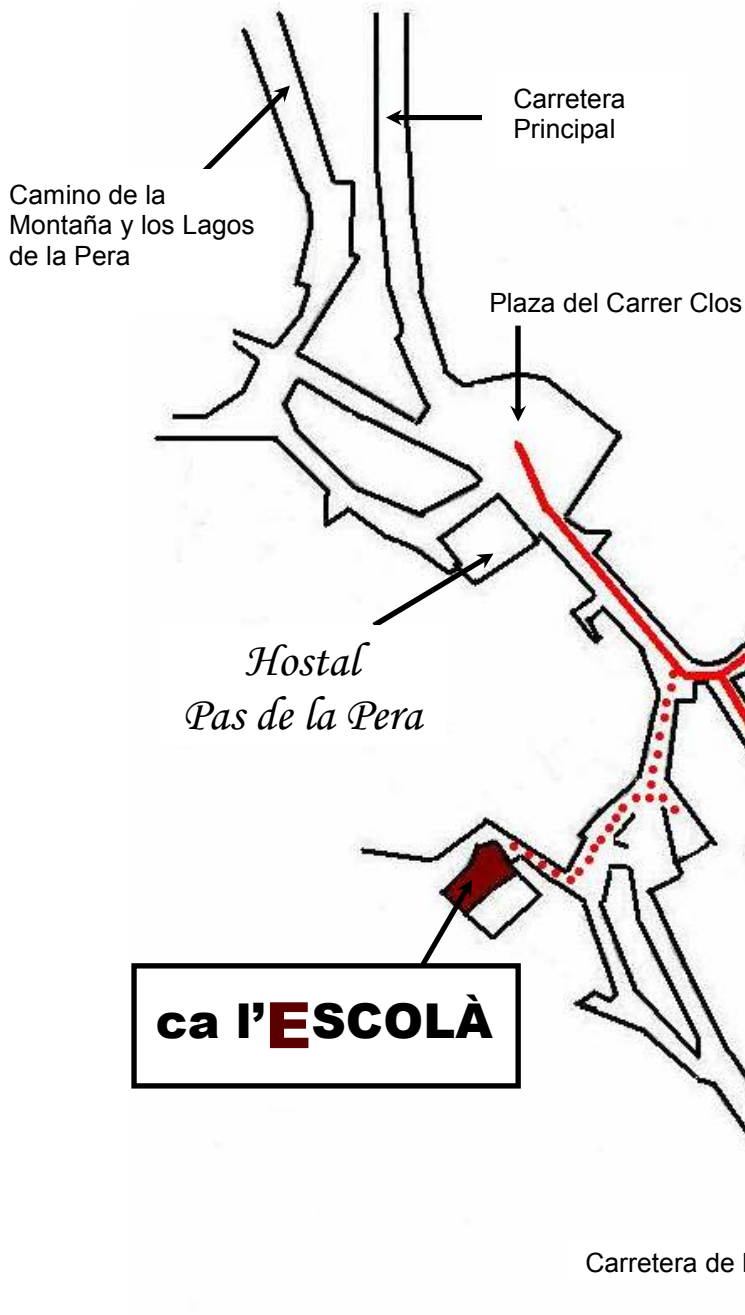 Carretera
Principal
Camino de la
Montaña y los Lagos
de la Pera
Plaza del Carrer Clos
Hostal
Pas de la Pera
ca l’ESCOLÀ
Carretera de